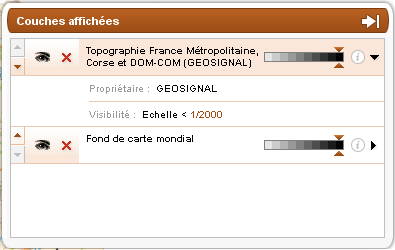 Couches affichées
Topographie France Métropolitaine,
Corse et DOM-COM (GEOSIGNAL)
Propriétaire : GEOSIGNAL
Visibilité : Echelle < 1/2000
Fond de carte mondial